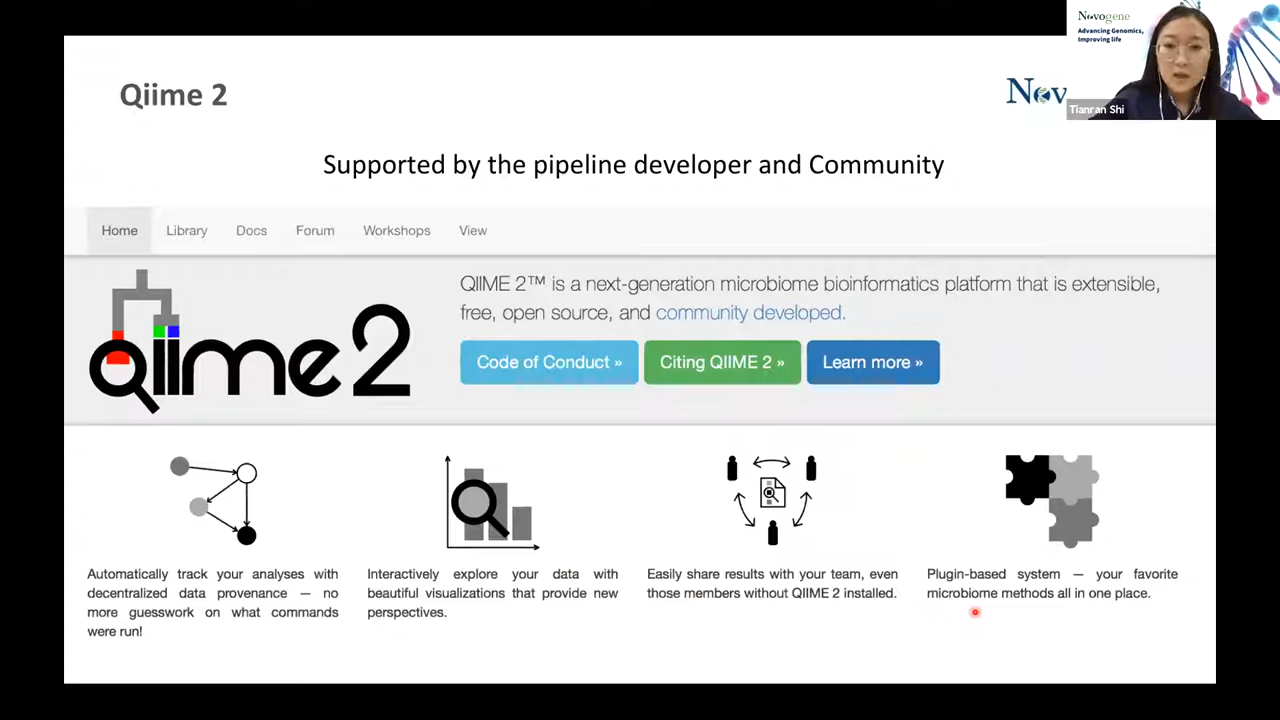 Novogene
Advancing Genomics,
Improving life
Tianran Shi
Qiime 2
Nov
Supported by the pipeline developer and Community
Home Library Docs Forum Workshops View
qiime 2
QIIME 2™ is a next-generation microbiome bioinformatics platform that is extensible,
free, open source, and community developed.
Code of Conduct » Citing QIIME 2 » Learn more »
Automatically track your analyses with
decentralized data provenance — no
more guesswork on what commands
were run!
Interactively explore your data with
beautiful visualizations that provide new
perspectives.
Easily share results with your team, even
those members without QIIME 2 installed.
Plugin-based system — your favorite
microbiome methods all in one place.